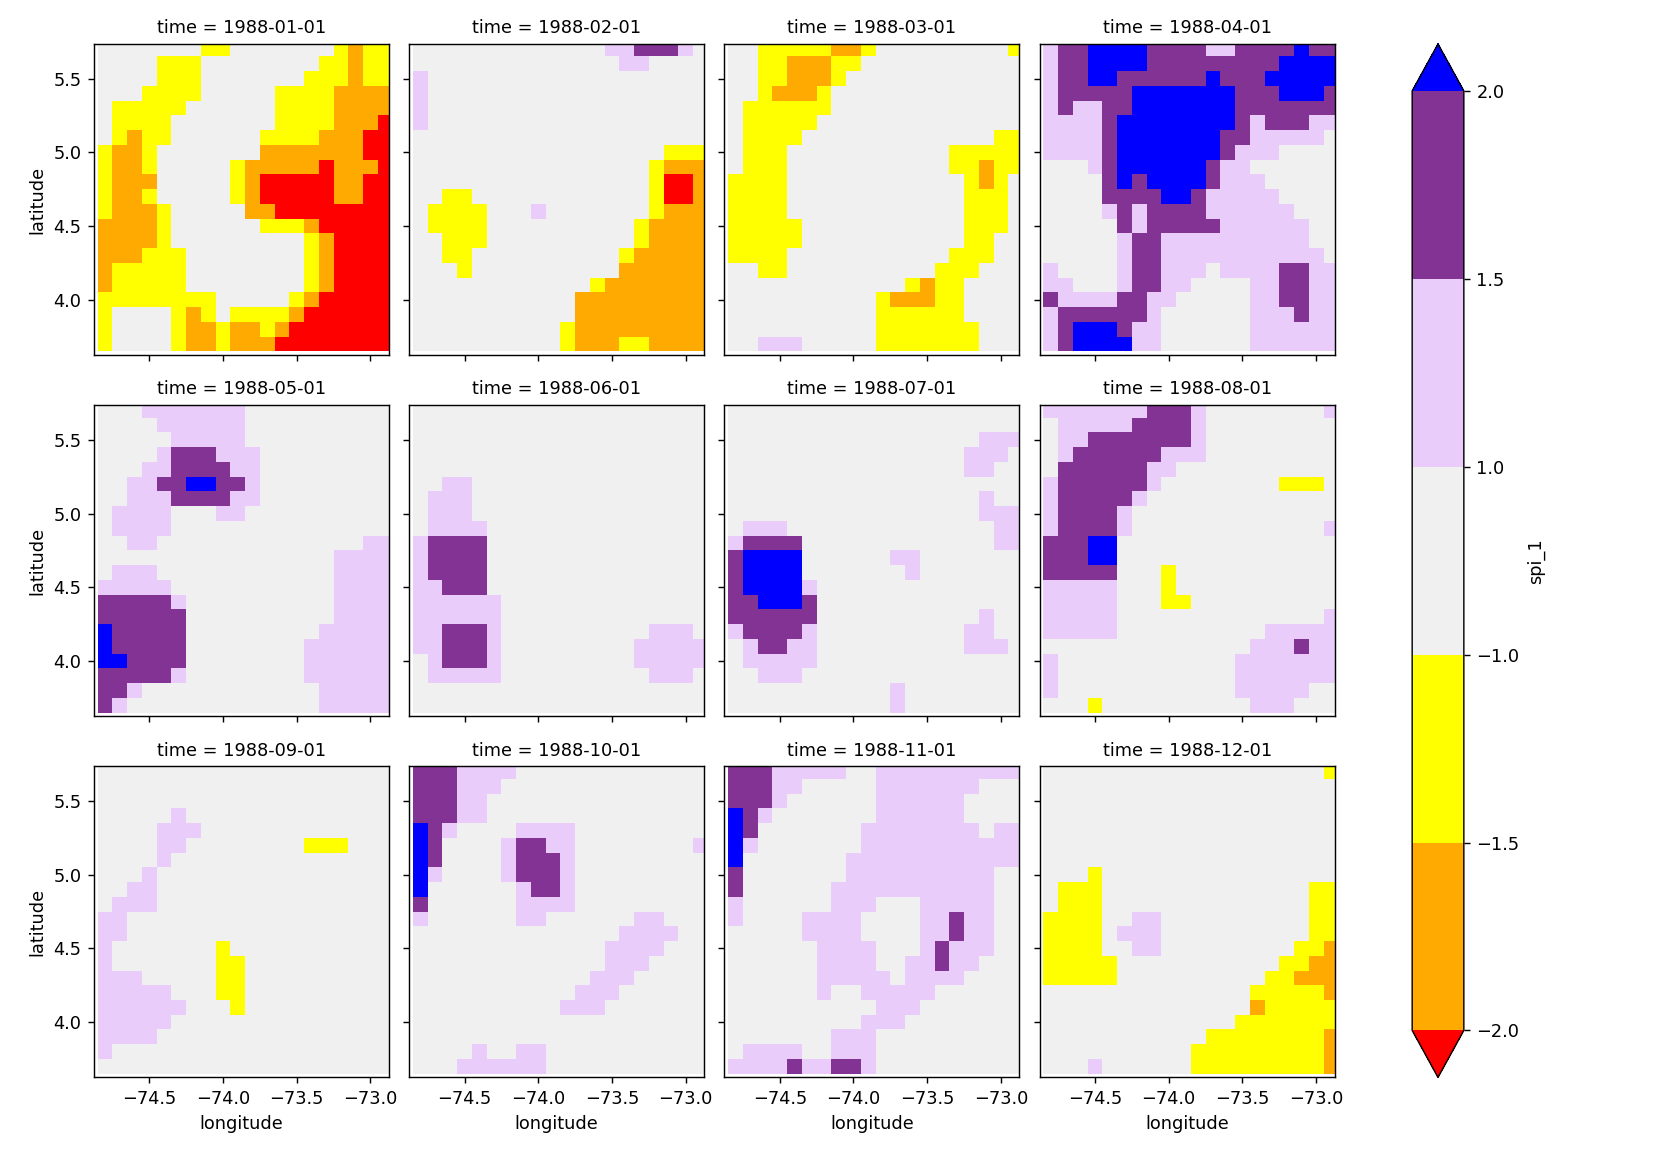 time = 1988-01-01 time = 1988-02-01 time = 1988-03-01 time = 1988-04-01
5.5
5.0
4.5
4.0
latitude
time = 1988-05-01 time = 1988-06-01 time = 1988-07-01 time = 1988-08-01
5.5
5.0
4.5
4.0
latitude
time = 1988-09-01 time = 1988-10-01 time = 1988-11-01 time = 1988-12-01
5.5
5.0
4.5
4.0
latitude
−74.5 −74.0 −73.5 −73.0 −74.5 −74.0 −73.5 −73.0 −74.5 −74.0 −73.5 −73.0 −74.5 −74.0 −73.5 −73.0
longitude longitude longitude longitude
2.0
1.5
1.0
−1.0
−1.5
−2.0
spi_1